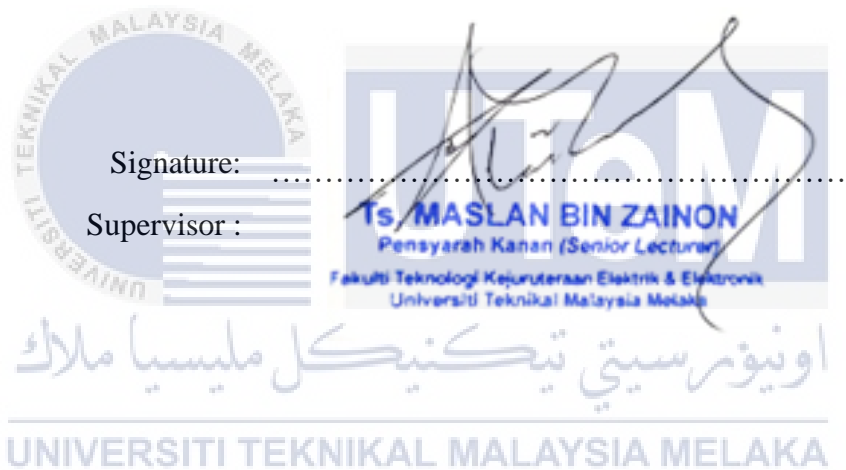 UNIVERSITI TEKNIKAL MALAYSIA MELAKA
UTeM
Signature: ........................................................
Supervisor :
Ts. MASLAN BIN ZAINON
Pensyarah Kanan (Senior Lecturer)
Fakulti Teknologi Kejuruteraan Elektrik & Elektronik
Universiti Teknikal Malaysia Melaka
اونيۏرسيتي تيكنيكل مليسيا ملاك
UNIVERSITI TEKNIKAL MALAYSIA MELAKA